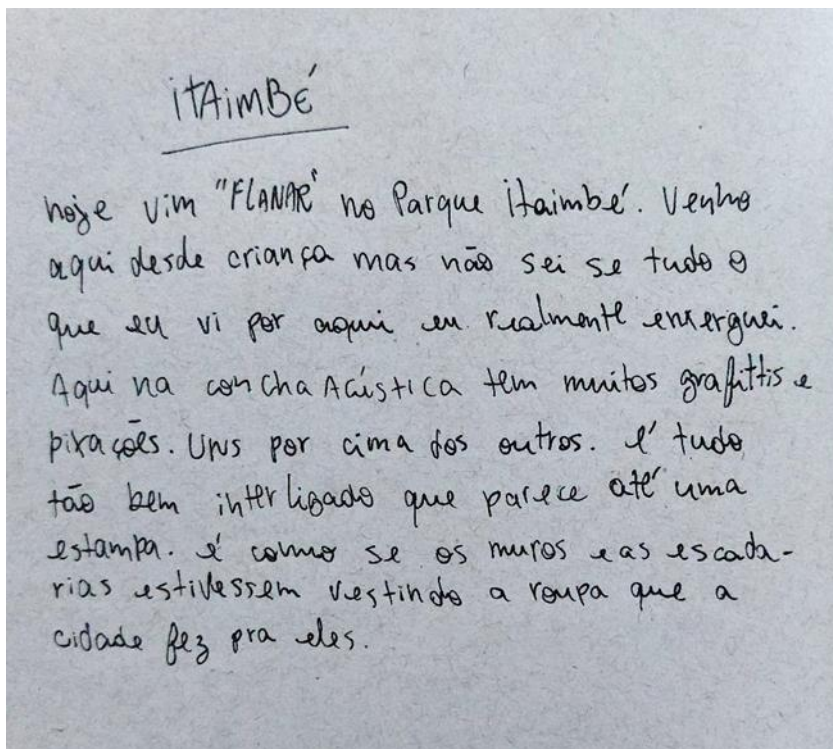 iTAimBÉ
hoje vim "FLANAR" no Parque itaimbé. Venho
aqui desde criança mas não sei se tudo o
que eu vi por aqui eu realmente enxerguei.
Aqui na concha Acústica tem muitos grafittis e
pixações. Uns por cima dos outros. é tudo
tão bem interligado que parece até uma
estampa. é como se os muros e as escada-
rias estivessem vestindo a roupa que a
cidade fez pra eles.